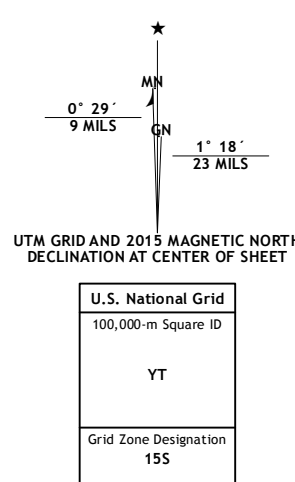 ★
MN
0° 29´
9 MILS
GN
1° 18´
23 MILS
UTM GRID AND 2015 MAGNETIC NORTH
DECLINATION AT CENTER OF SHEET
U.S. National Grid
100,000-m Square ID
YT
Grid Zone Designation
15S